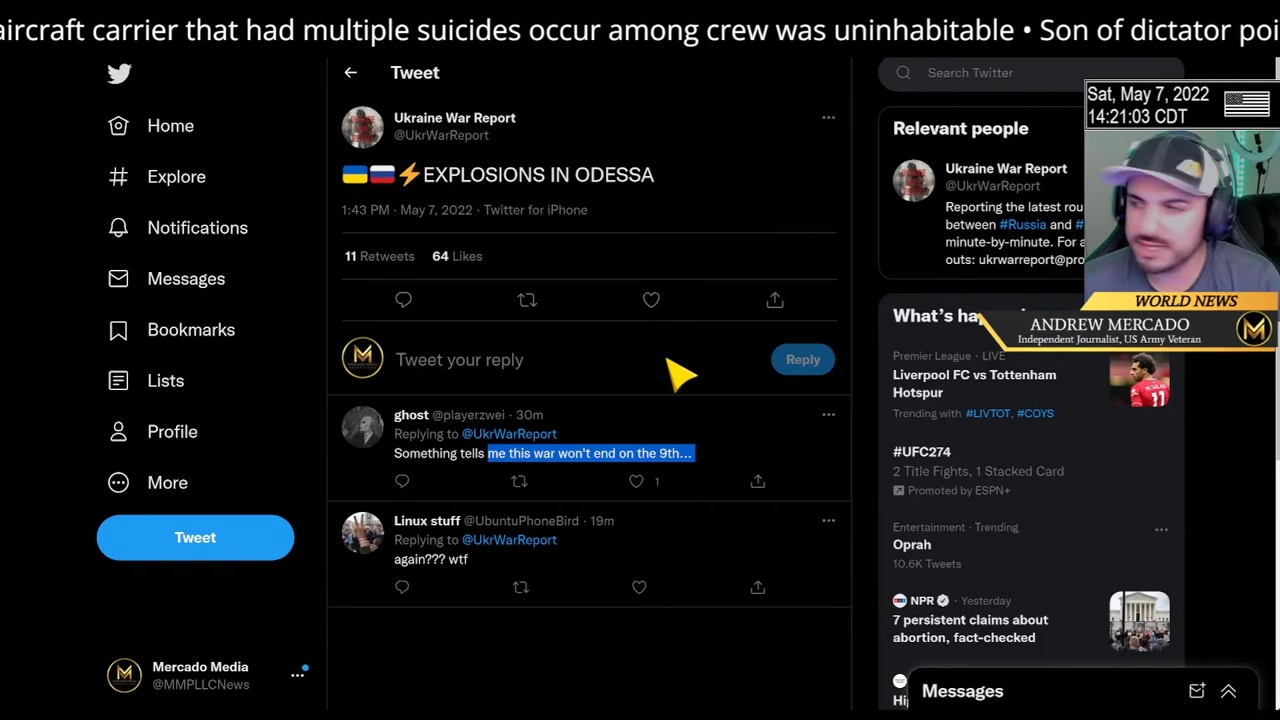 aircraft carrier that had multiple suicides occur among crew was uninhabitable • Son of dictator poi
Home
Explore
Notifications
Messages
Bookmarks
Lists
Profile
More
Tweet
Mercado Media
@MMPLLCNews
Tweet
Ukraine War Report
@UkrWarReport
EXPLOSIONS IN ODESSA
1:43 PM · May 7, 2022 · Twitter for iPhone
11 Retweets 64 Likes
Tweet your reply
Reply
ghost @playerzwei · 30m
Replying to @UkrWarReport
Something tells me this war won't end on the 9th...
1
Linux stuff @UbuntuPhoneBird · 19m
Replying to @UkrWarReport
again??? wtf
Search Twitter
Sat, May 7, 2022
14:21:03 CDT
Relevant people
Ukraine War Report
@UkrWarReport
Reporting the latest rou
between #Russia and #
minute-by-minute. For a
outs: ukrwarreport@pro
WORLD NEWS
ANDREW MERCADO
Independent Journalist, US Army Veteran
What's ha
Premier League · LIVE
Liverpool FC vs Tottenham
Hotspur
Trending with #LIVTOT, #COYS
#UFC274
2 Title Fights, 1 Stacked Card
Promoted by ESPN+
Entertainment · Trending
Oprah
10.6K Tweets
NPR · Yesterday
7 persistent claims about
abortion, fact-checked
Hi
Messages